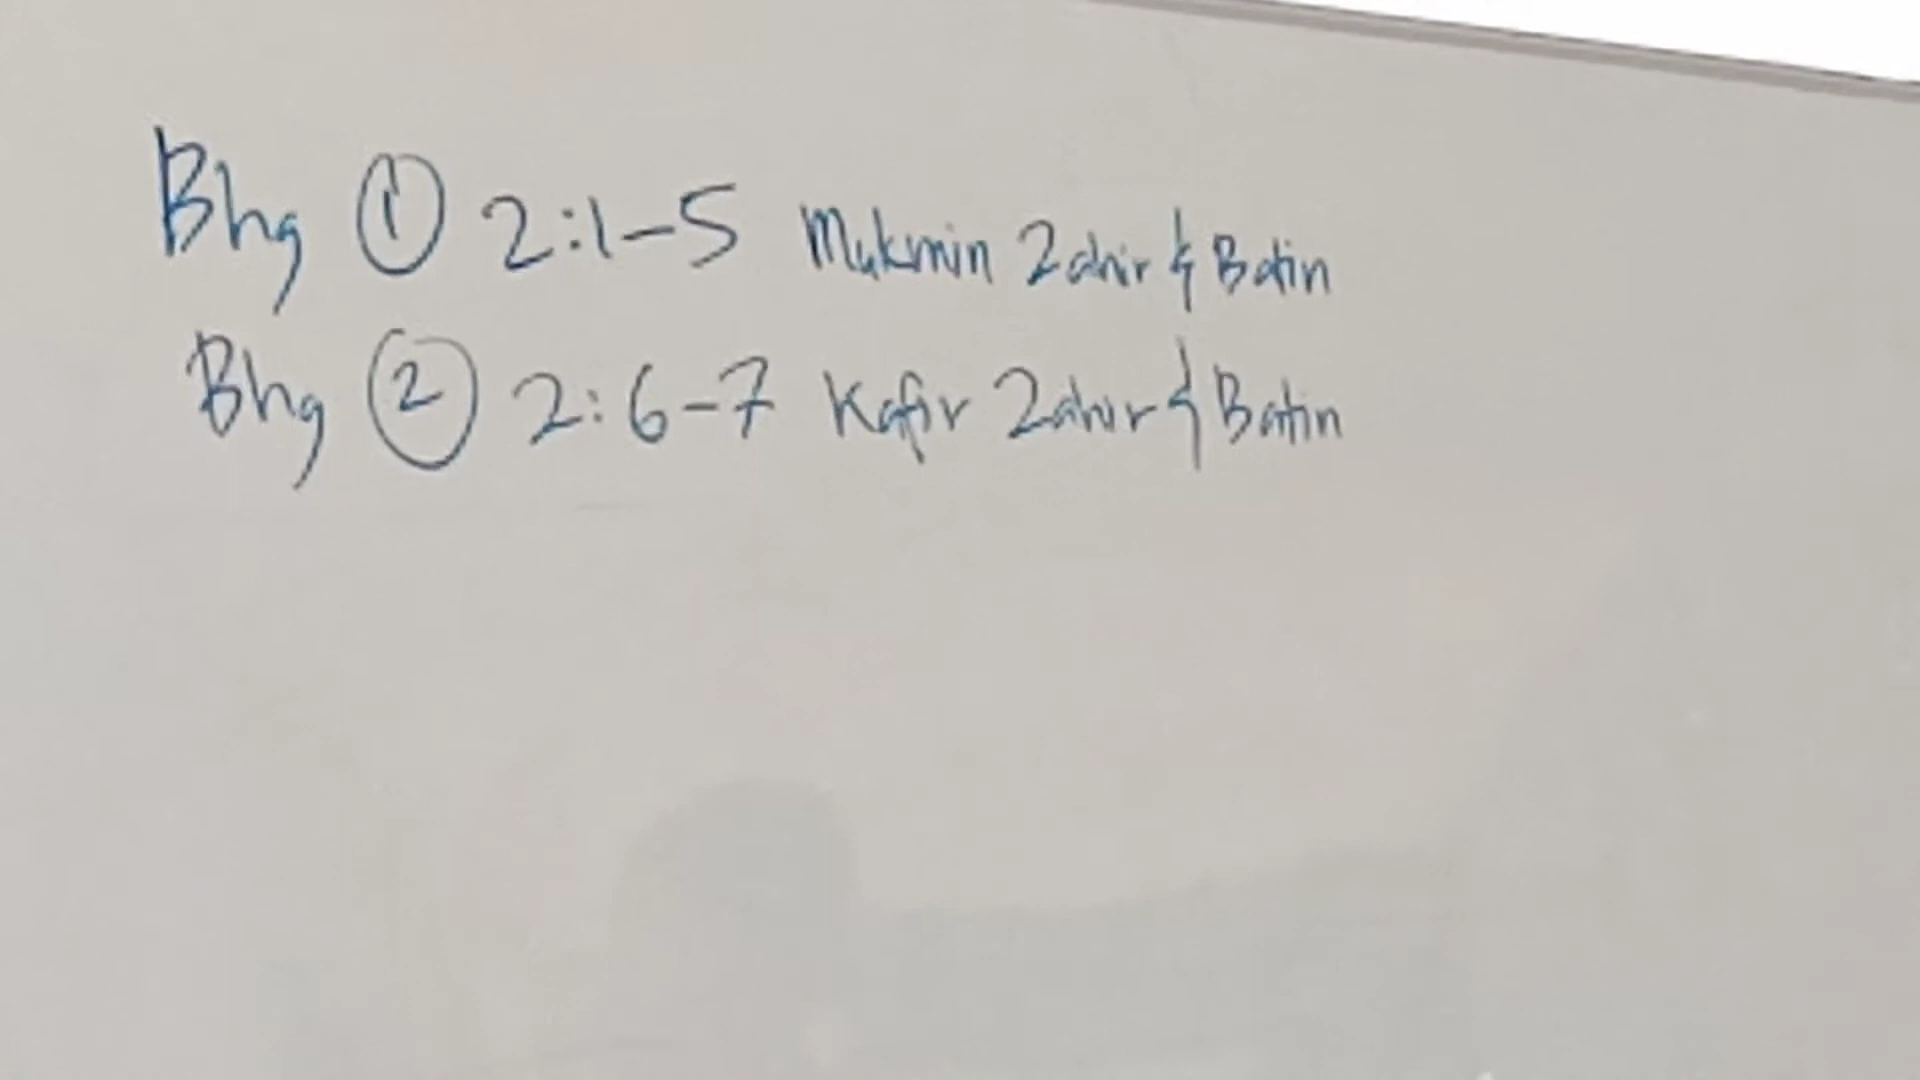 Bhg ① 2:1-5 Mukmin Zahir & Batin
Bhg ② 2:6-7 Kafir Zahir & Batin